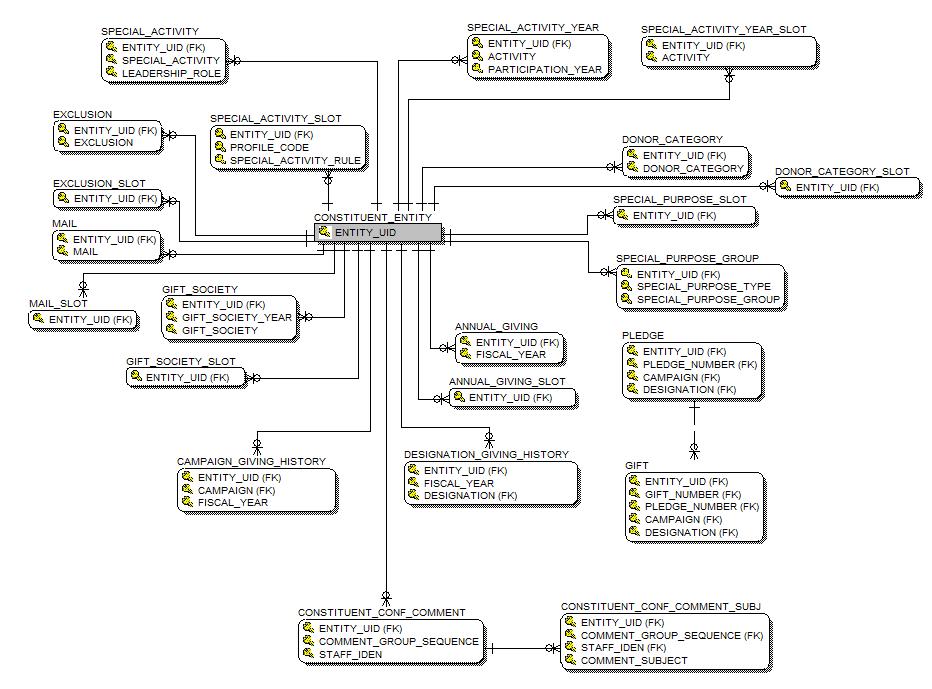 SPECIAL_ACTIVITY
ENTITY_UID (FK)
SPECIAL_ACTIVITY
LEADERSHIP_ROLE
SPECIAL_ACTIVITY_YEAR
ENTITY_UID (FK)
ACTIVITY
PARTICIPATION_YEAR
SPECIAL_ACTIVITY_YEAR_SLOT
ENTITY_UID (FK)
ACTIVITY
EXCLUSION
ENTITY_UID (FK)
EXCLUSION
SPECIAL_ACTIVITY_SLOT
ENTITY_UID (FK)
PROFILE_CODE
SPECIAL_ACTIVITY_RULE
DONOR_CATEGORY
ENTITY_UID (FK)
DONOR_CATEGORY
DONOR_CATEGORY_SLOT
ENTITY_UID (FK)
EXCLUSION_SLOT
ENTITY_UID (FK)
SPECIAL_PURPOSE_SLOT
ENTITY_UID (FK)
CONSTITUENT_ENTITY
ENTITY_UID
MAIL
ENTITY_UID (FK)
MAIL
SPECIAL_PURPOSE_GROUP
ENTITY_UID (FK)
SPECIAL_PURPOSE_TYPE
SPECIAL_PURPOSE_GROUP
MAIL_SLOT
ENTITY_UID (FK)
GIFT_SOCIETY
ENTITY_UID (FK)
GIFT_SOCIETY_YEAR
GIFT_SOCIETY
ANNUAL_GIVING
ENTITY_UID (FK)
FISCAL_YEAR
PLEDGE
ENTITY_UID (FK)
PLEDGE_NUMBER (FK)
CAMPAIGN (FK)
DESIGNATION (FK)
GIFT_SOCIETY_SLOT
ENTITY_UID (FK)
ANNUAL_GIVING_SLOT
ENTITY_UID (FK)
CAMPAIGN_GIVING_HISTORY
ENTITY_UID (FK)
CAMPAIGN (FK)
FISCAL_YEAR
DESIGNATION_GIVING_HISTORY
ENTITY_UID (FK)
FISCAL_YEAR
DESIGNATION (FK)
GIFT
ENTITY_UID (FK)
GIFT_NUMBER (FK)
PLEDGE_NUMBER (FK)
CAMPAIGN (FK)
DESIGNATION (FK)
CONSTITUENT_CONF_COMMENT
ENTITY_UID (FK)
COMMENT_GROUP_SEQUENCE
STAFF_IDEN
CONSTITUENT_CONF_COMMENT_SUBJ
ENTITY_UID (FK)
COMMENT_GROUP_SEQUENCE (FK)
STAFF_IDEN (FK)
COMMENT_SUBJECT